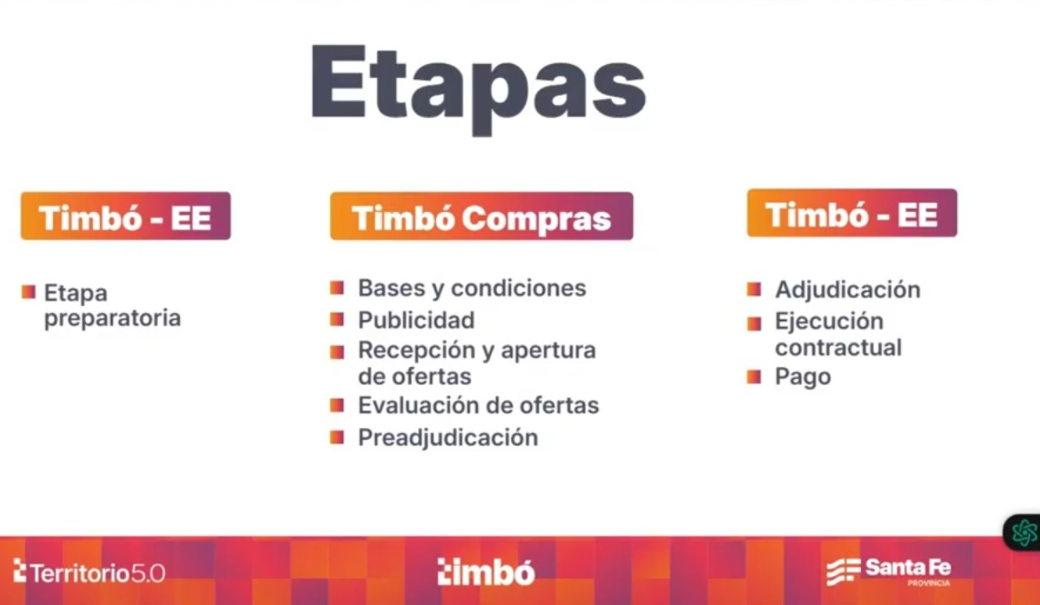 Etapas
Timbó - EE
Etapa
preparatoria
Timbó Compras
Bases y condiciones
Publicidad
Recepción y apertura
de ofertas
Evaluación de ofertas
Preadjudicación
Timbó - EE
Adjudicación
Ejecución
contractual
Pago
Territorio5.0
timbó
Santa Fe
PROVINCIA